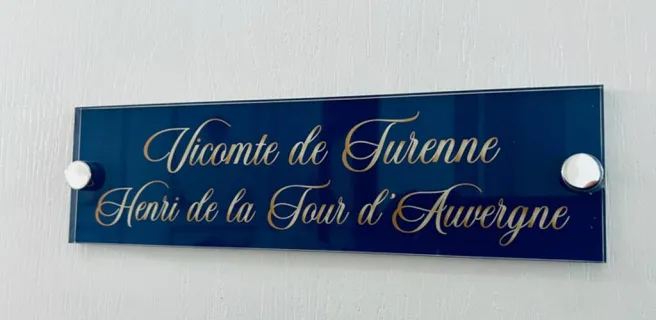 Vicomte de Turenne
Henri de la Tour d'Auvergne